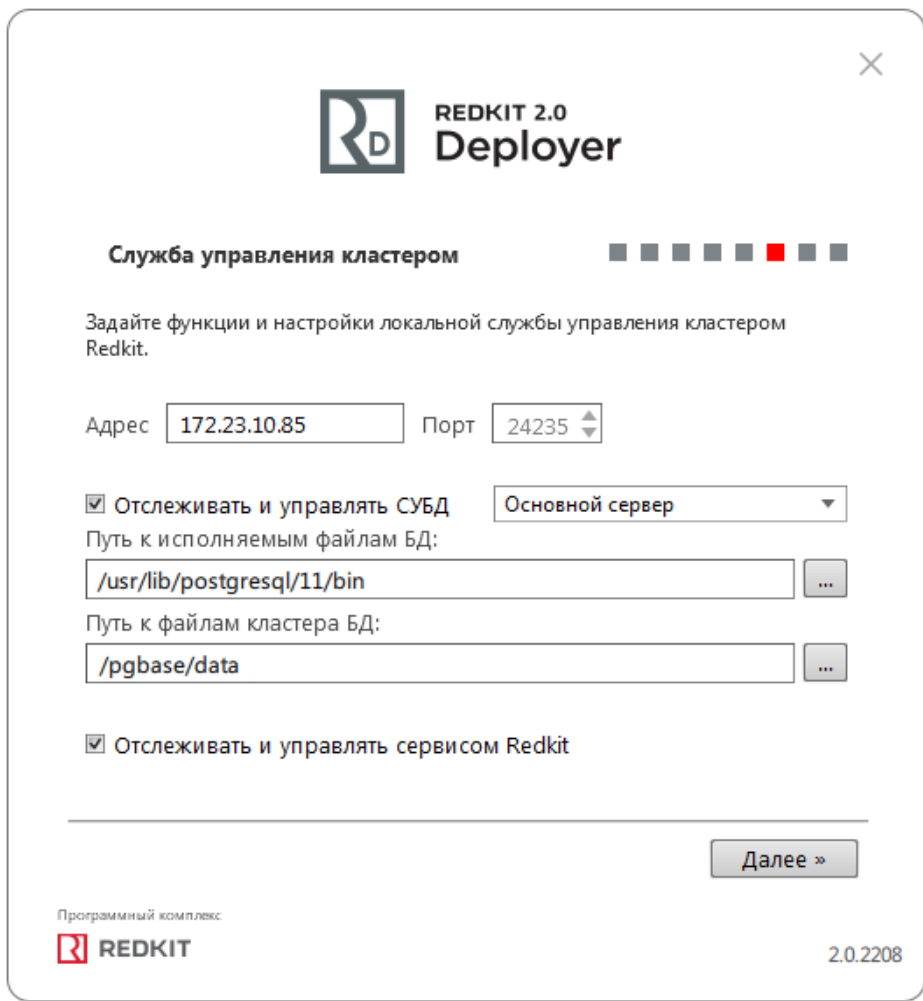 RD
REDKIT 2.0
Deployer
Служба управления кластером
Задайте функции и настройки локальной службы управления кластером
Redkit.
Адрес 172.23.10.85 Порт 24235
Отслеживать и управлять СУБД Основной сервер
Путь к исполняемым файлам БД:
/usr/lib/postgresql/11/bin ...
Путь к файлам кластера БД:
/pgbase/data ...
Отслеживать и управлять сервисом Redkit
Далее »
Программный комплекс
REDKIT
2.0.2208